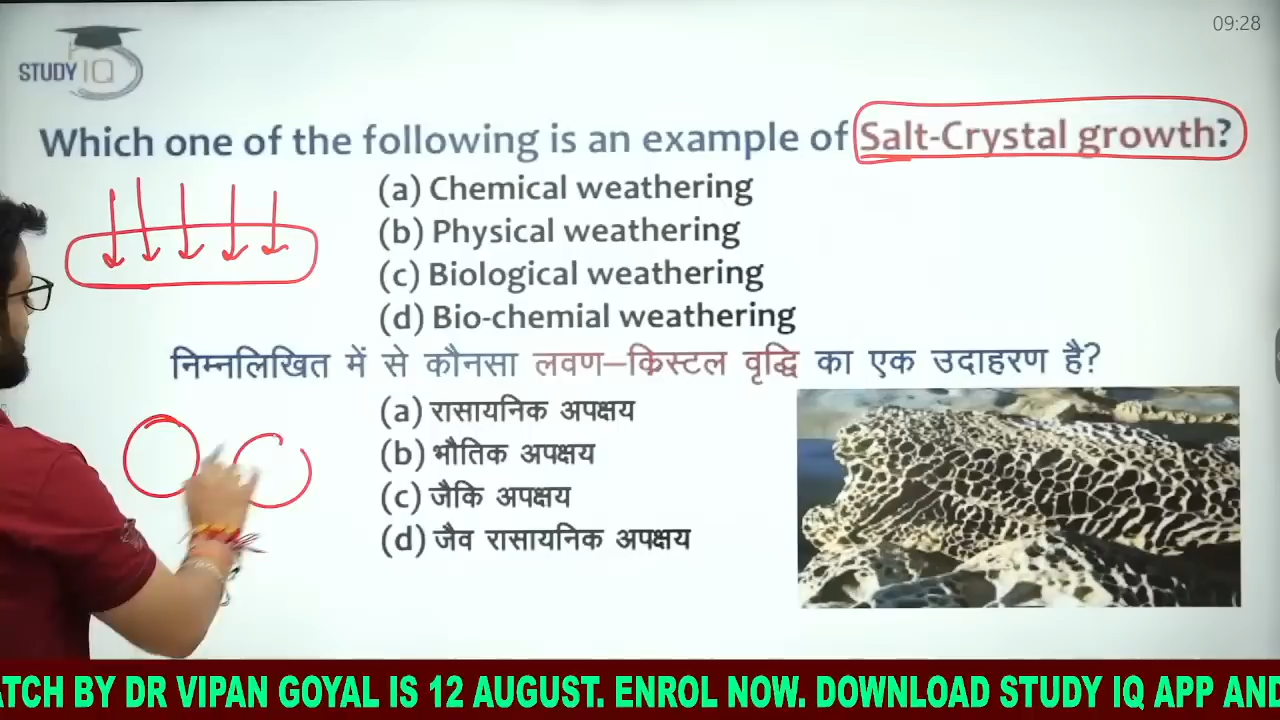 09:28
STUDY IQ
Which one of the following is an example of Salt-Crystal growth?
(a) Chemical weathering
(b) Physical weathering
(c) Biological weathering
(d) Bio-chemial weathering
निम्नलिखित में से कौनसा लवण–क्रिस्टल वृद्धि का एक उदाहरण है?
(a) रासायनिक अपक्षय
(b) भौतिक अपक्षय
(c) जैकि अपक्षय
(d) जैव रासायनिक अपक्षय
ATCH BY DR VIPAN GOYAL IS 12 AUGUST. ENROL NOW. DOWNLOAD STUDY IQ APP AND